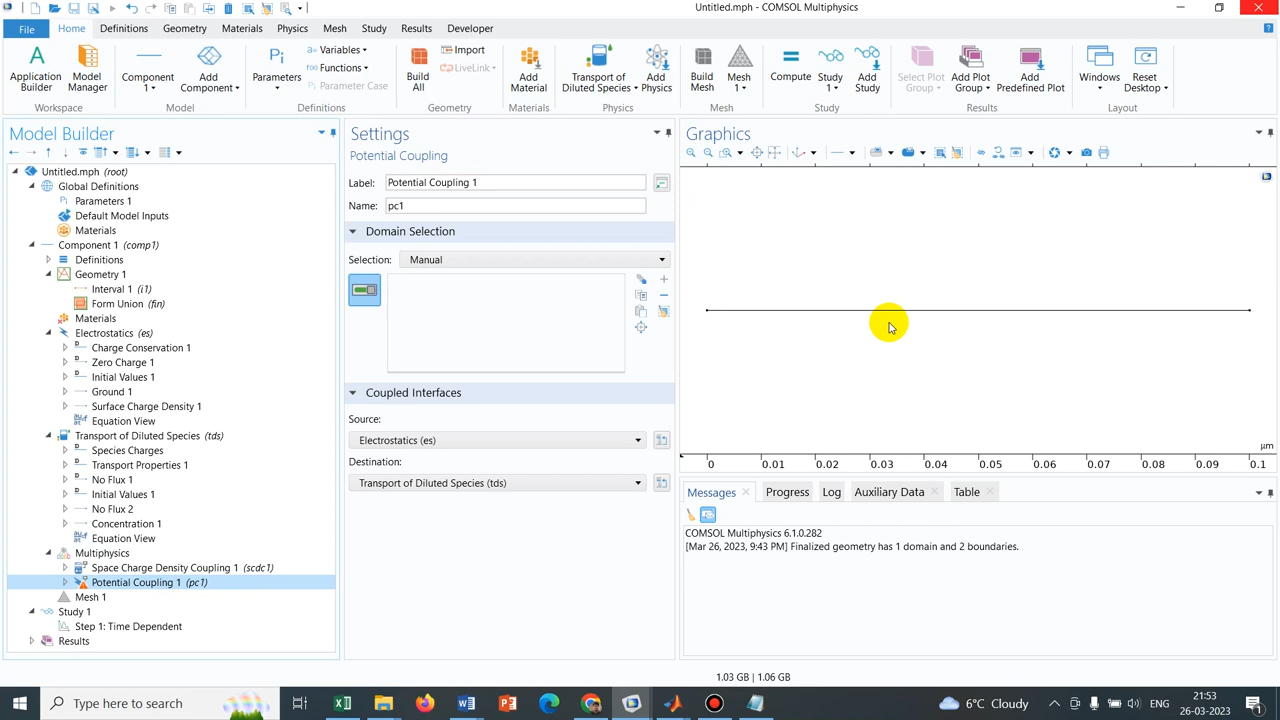 Untitled.mph - COMSOL Multiphysics
File
Home
Definitions
Geometry
Materials
Physics
Mesh
Study
Results
Developer
Application Builder
Model Manager
Workspace
Component 1
Add Component
Model
Parameters
Variables
Functions
Parameter Case
Definitions
Build All
Import
LiveLink
Geometry
Add Material
Materials
Transport of Diluted Species
Add Physics
Physics
Build Mesh
Mesh 1
Mesh
Compute
Study 1
Add Study
Study
Select Plot Group
Add Plot Group
Add Predefined Plot
Results
Windows
Reset Desktop
Layout
Model Builder
Untitled.mph (root)
Global Definitions
Parameters 1
Default Model Inputs
Materials
Component 1 (comp1)
Definitions
Geometry 1
Interval 1 (i1)
Form Union (fin)
Materials
Electrostatics (es)
Charge Conservation 1
Zero Charge 1
Initial Values 1
Ground 1
Surface Charge Density 1
Equation View
Transport of Diluted Species (tds)
Species Charges
Transport Properties 1
No Flux 1
Initial Values 1
No Flux 2
Concentration 1
Equation View
Multiphysics
Space Charge Density Coupling 1 (scdc1)
Potential Coupling 1 (pc1)
Mesh 1
Study 1
Step 1: Time Dependent
Results
Settings
Potential Coupling
Label: Potential Coupling 1
Name: pc1
Domain Selection
Selection: Manual
Coupled Interfaces
Source:
Electrostatics (es)
Destination:
Transport of Diluted Species (tds)
Graphics
µm
0 0.01 0.02 0.03 0.04 0.05 0.06 0.07 0.08 0.09 0.1
Messages
Progress
Log
Auxiliary Data
Table
COMSOL Multiphysics 6.1.0.282
[Mar 26, 2023, 9:43 PM] Finalized geometry has 1 domain and 2 boundaries.
1.03 GB | 1.06 GB
Type here to search
6°C Cloudy
ENG
21:53
26-03-2023